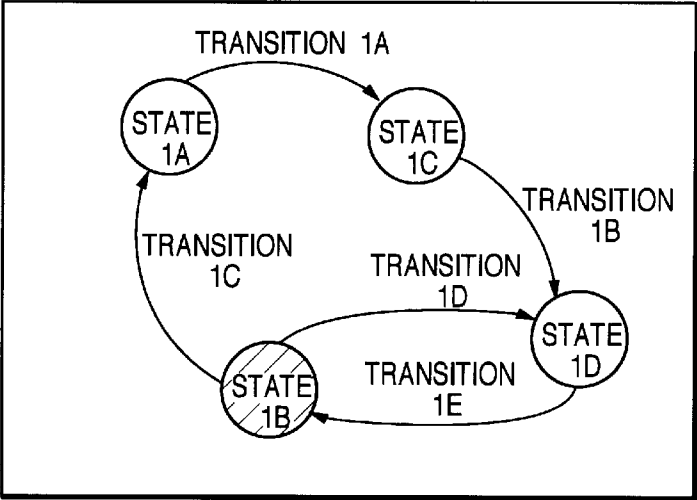 TRANSITION 1A
STATE
1A
STATE
1C
TRANSITION
1B
TRANSITION
1C
TRANSITION
1D
STATE
1D
STATE
1B
TRANSITION
1E